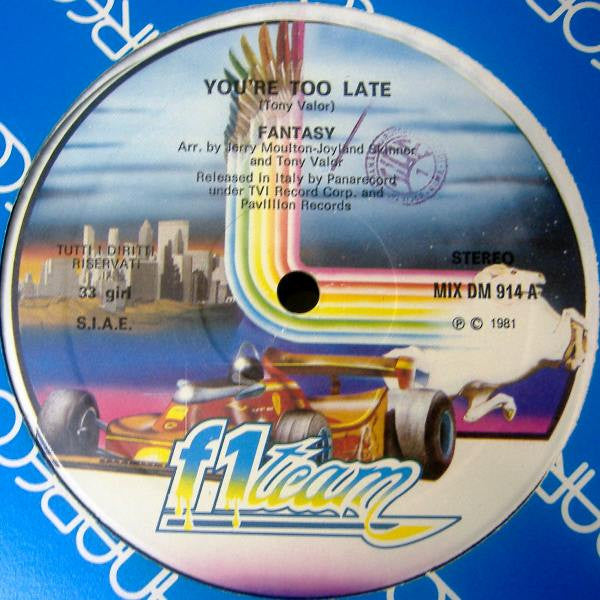 YOU'RE TOO LATE
(Tony Valor)
FANTASY
Arr. by Jerry Moulton-Joyland Skinner
and Tony Valor
Released in Italy by Panarecord
under TVI Record Corp. and
Pavillion Records
TUTTI I DIRITTI
RISERVATI
33 giri
S.I.A.E.
STEREO
MIX DM 914 A
Ⓟ © 1981
f1 team